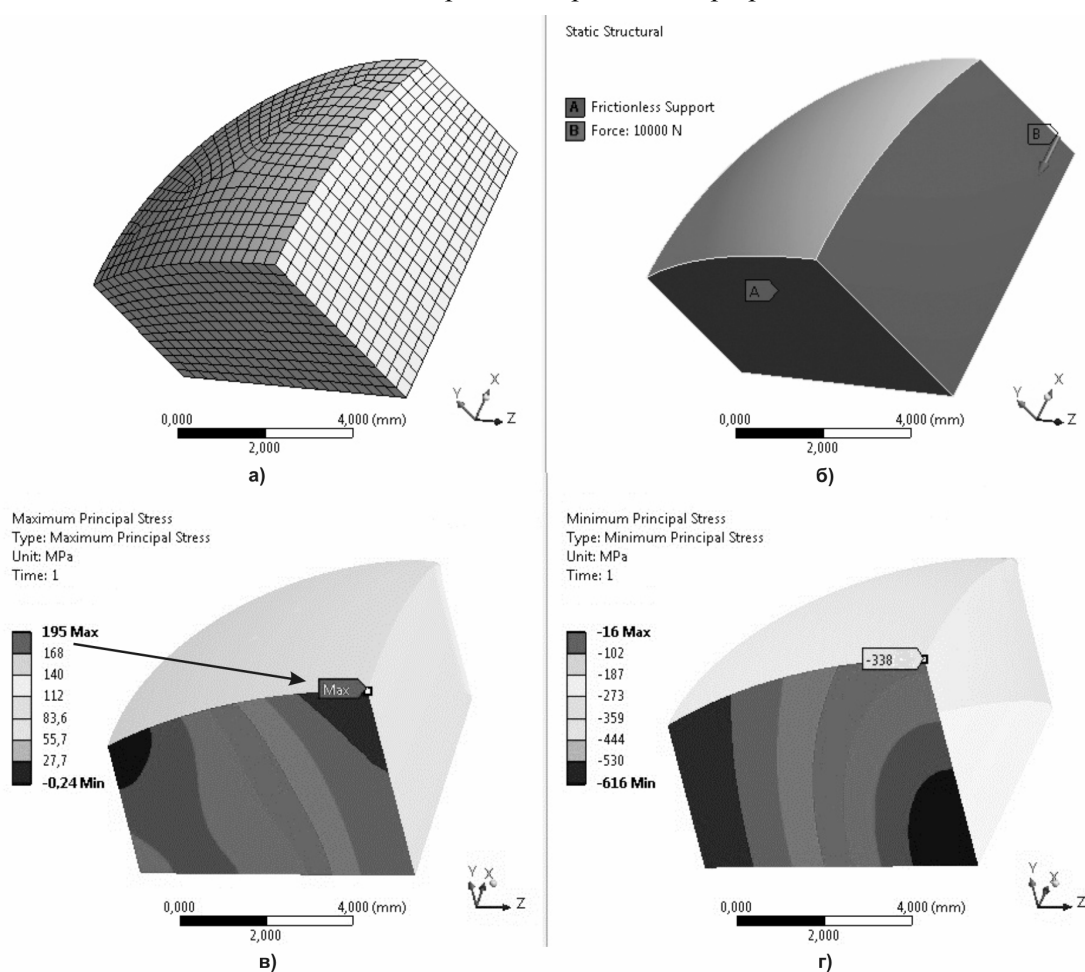 Static Structural
A Frictionless Support
B Force: 10000 N
B
A
Y X Z
0,000 4,000 (mm)
2,000
Y X Z
0,000 4,000 (mm)
2,000
а)
б)
Maximum Principal Stress
Type: Maximum Principal Stress
Unit: MPa
Time: 1
195 Max
168
140
112
83,6
55,7
27,7
-0,24 Min
Max
Y X Z
0,000 4,000 (mm)
2,000
в)
Minimum Principal Stress
Type: Minimum Principal Stress
Unit: MPa
Time: 1
-16 Max
-102
-187
-273
-359
-444
-530
-616 Min
-338
Y X Z
0,000 4,000 (mm)
2,000
г)